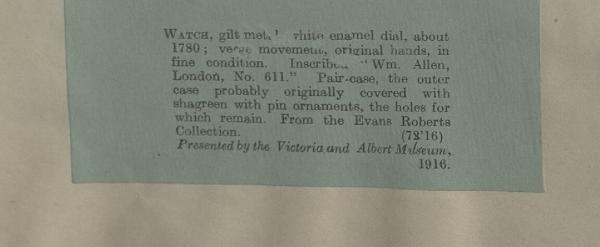 WATCH, gilt met white enamel dial, about
1780; verge movement, original hands, in
fine condition. Inscribed "Wm. Allen,
London, No. 611." Pair-case, the outer
case probably originally covered with
shagreen with pin ornaments, the holes for
which remain. From the Evans Roberts
Collection. (72'16)
Presented by the Victoria and Albert Museum,
1916.